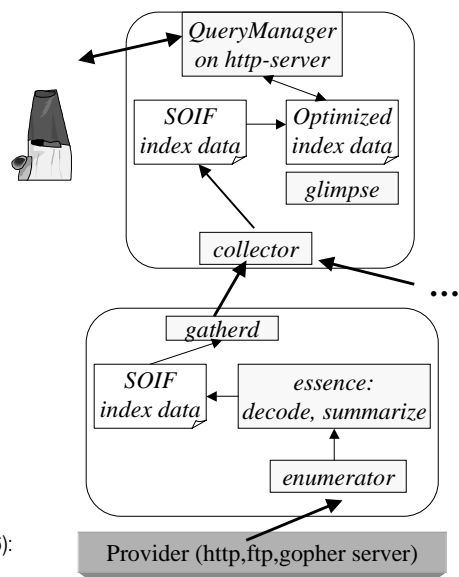 QueryManager
on http-server
SOIF
index data
Optimized
index data
glimpse
collector
...
gatherd
SOIF
index data
essence:
decode, summarize
enumerator
):
Provider (http,ftp,gopher server)